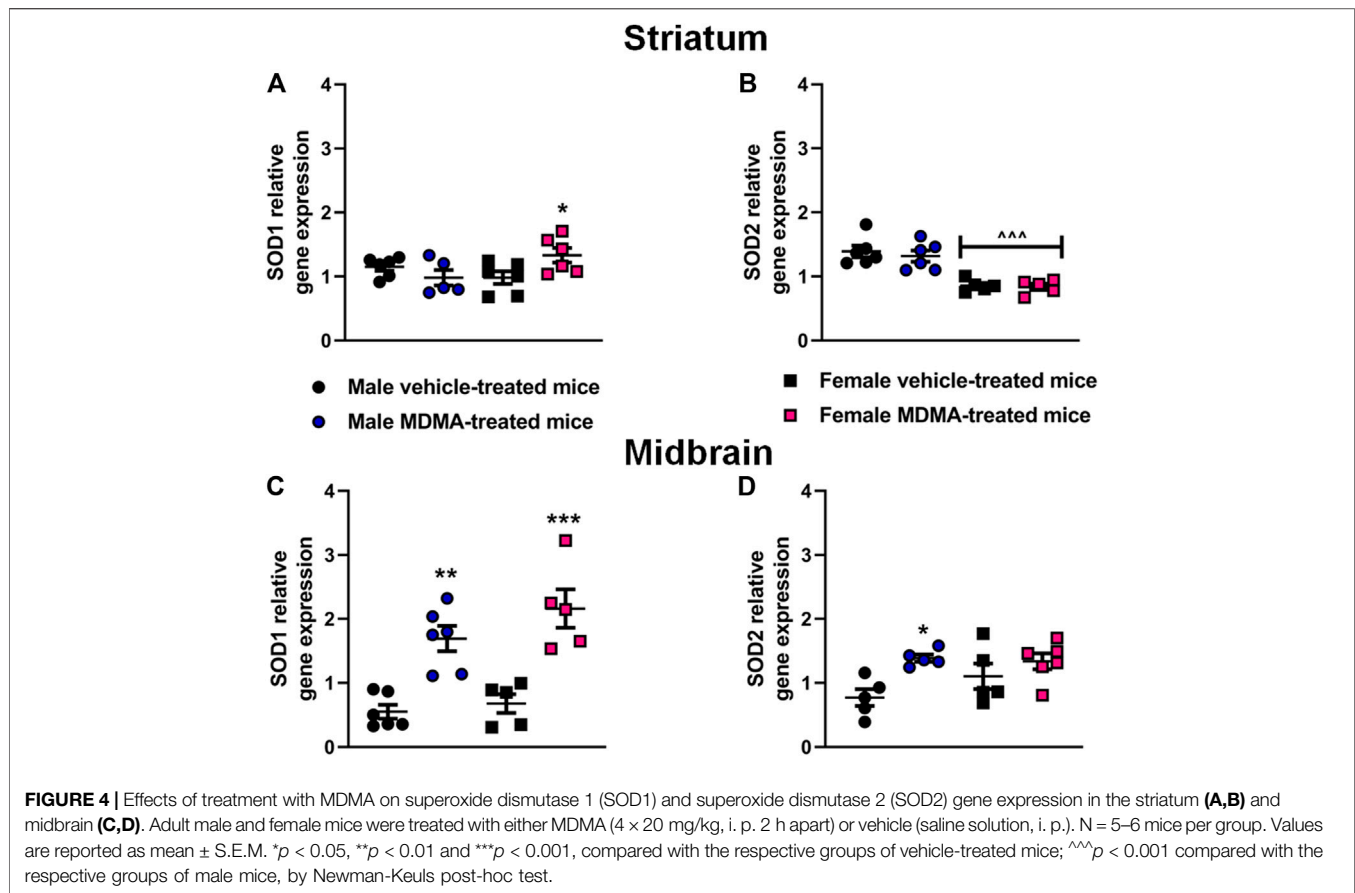 Striatum
A
4
3
2
1
0
SOD1 relative
gene expression
*
B
4
3
2
1
0
SOD2 relative
gene expression
^^^
Male vehicle-treated mice
Male MDMA-treated mice
Female vehicle-treated mice
Female MDMA-treated mice
Midbrain
C
4
3
2
1
0
SOD1 relative
gene expression
**
***
D
4
3
2
1
0
SOD2 relative
gene expression
*
FIGURE 4 | Effects of treatment with MDMA on superoxide dismutase 1 (SOD1) and superoxide dismutase 2 (SOD2) gene expression in the striatum (A,B) and
midbrain (C,D). Adult male and female mice were treated with either MDMA (4 × 20 mg/kg, i. p. 2 h apart) or vehicle (saline solution, i. p.). N = 5–6 mice per group. Values
are reported as mean ± S.E.M. *p < 0.05, **p < 0.01 and ***p < 0.001, compared with the respective groups of vehicle-treated mice; ^^^p < 0.001 compared with the
respective groups of male mice, by Newman-Keuls post-hoc test.